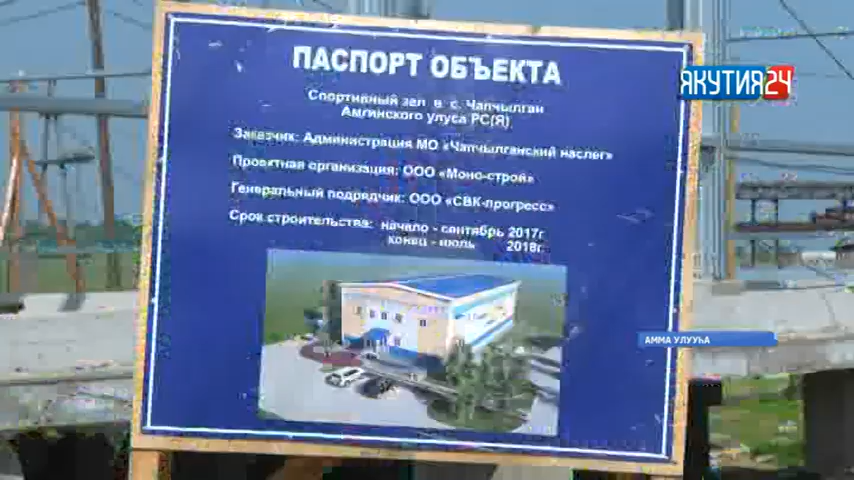 ПАСПОРТ ОБЪЕКТА
Спортивный зал в с. Чапчылган
Амгинского улуса РС(Я)
Заказчик: Администрация МО «Чапчылганский наслег»
Проектная организация: ООО «Моно-строй»
Генеральный подрядчик: ООО «СВК-прогресс»
Срок строительства: начало - сентябрь 2017г
конец - июль 2018г.
ЯКУТИЯ24
АММА УЛУУҺА